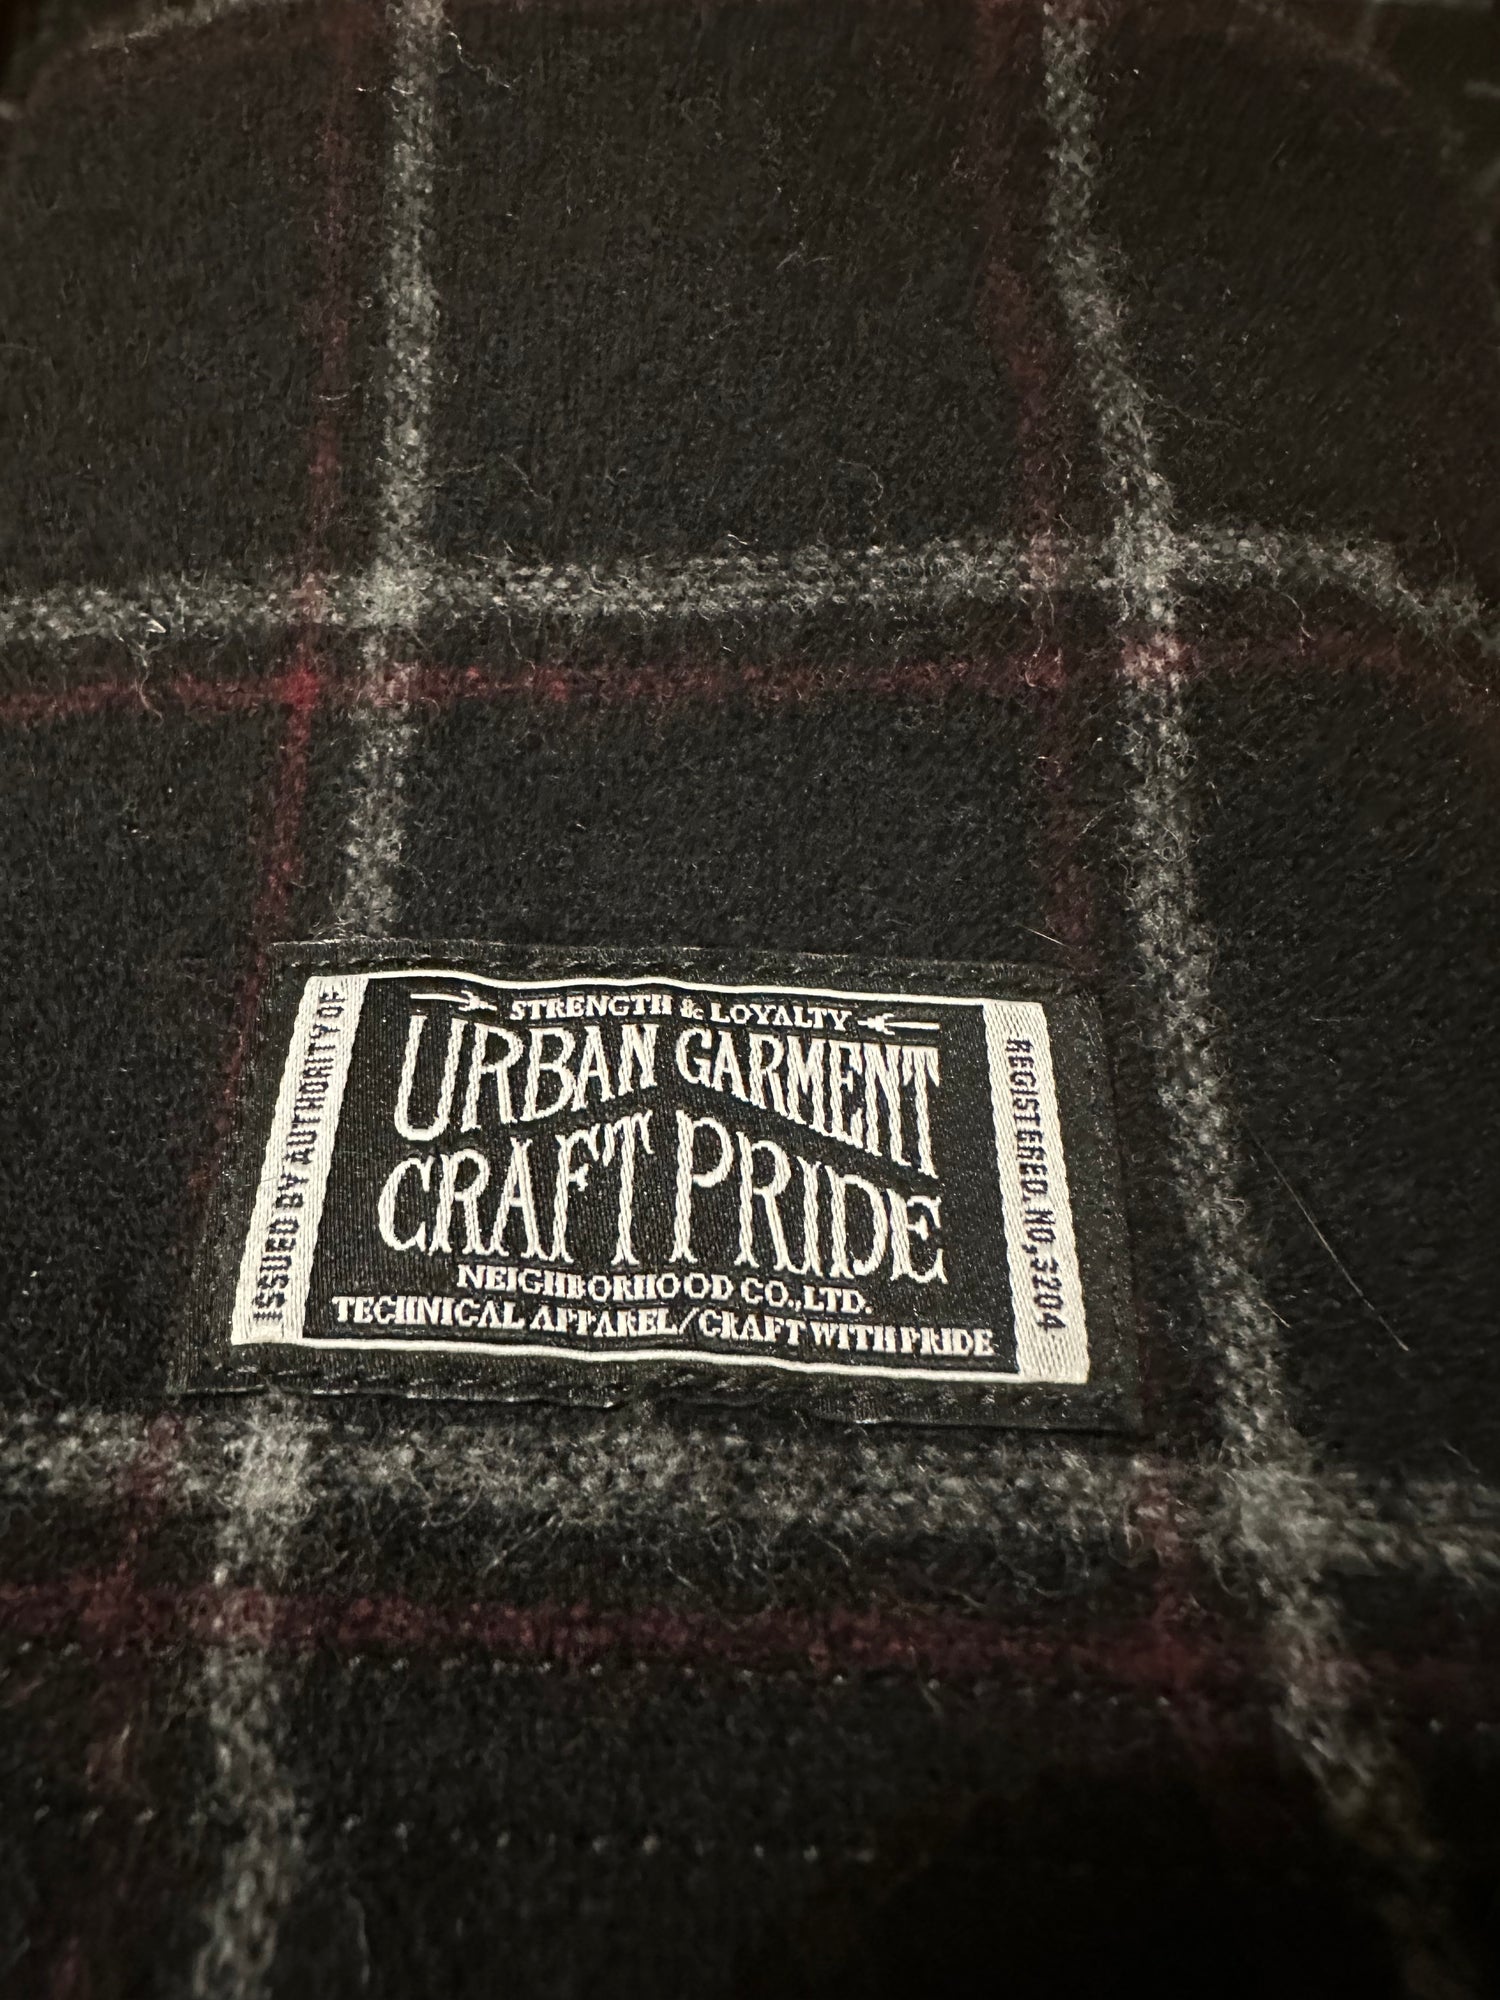 STRENGTH & LOYALTY
URBAN GARMENT
CRAFT PRIDE
NEIGHBORHOOD CO.,LTD.
TECHNICAL APPAREL/CRAFT WITH PRIDE
ISSUED BY AUTHORITY OF
REGISTERED. NO, 3204